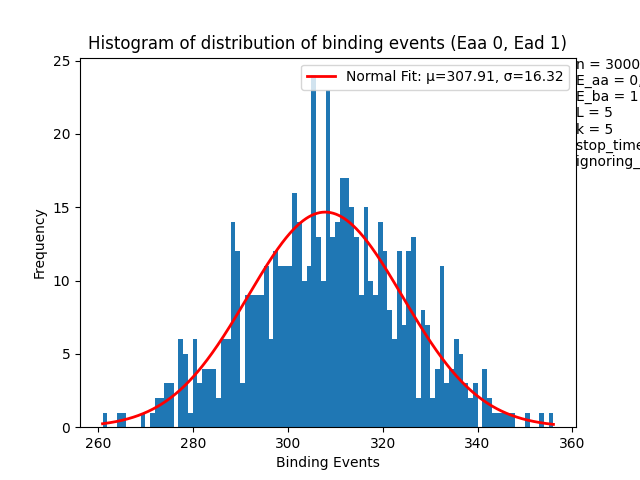 Histogram of distribution of binding events (Eaa 0, Ead 1)
Normal Fit: μ=307.91, σ=16.32
n = 3000
E_aa = 0,
E_ba = 1
L = 5
k = 5
stop_time
ignoring_
25
20
15
10
5
0
Frequency
260
280
300
320
340
360
Binding Events